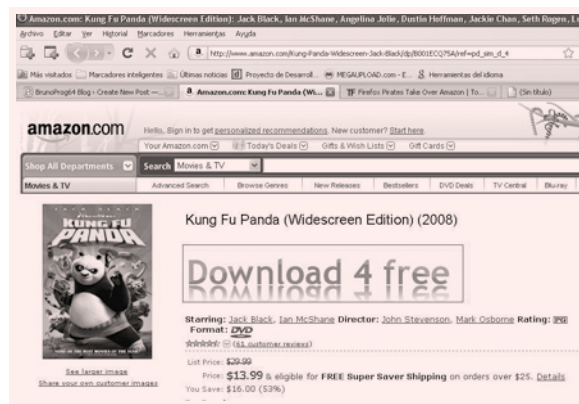 Amazon.com: Kung Fu Panda (Widescreen Edition): Jack Black, Ian McShane, Angelina Jolie, Dustin Hoffman, Jackie Chan, Seth Rogen, L
Archivo Editar Ver Historial Marcadores Herramientas Ayuda
http://www.amazon.com/Kung-Panda-Widescreen-Jack-Black/dp/B001ECQ75A/ref=pd_sim_d_4
Más visitados Marcadores inteligentes Últimas noticias Proyecto de Desarroll... MEGAUPLOAD.com - E... Herramientas del idioma
BrunoProg64 Blog › Create New Post —... Amazon.com: Kung Fu Panda (Wi... Firefox Pirates Take Over Amazon | To... (Sin título)
amazon.com
Hello. Sign in to get personalized recommendations. New customer? Start here.
Your Amazon.com Today's Deals Gifts & Wish Lists Gift Cards
Shop All Departments Search Movies & TV
Movies & TV Advanced Search Browse Genres New Releases Bestsellers DVD Deals TV Central Blu-ray
KUNG FU
PANDA
Kung Fu Panda (Widescreen Edition) (2008)
Download 4 free
Starring: Jack Black, Ian McShane Director: John Stevenson, Mark Osborne Rating: PG
Format: DVD
(61 customer reviews)
List Price: $29.99
Price: $13.99 & eligible for FREE Super Saver Shipping on orders over $25. Details
You Save: $16.00 (53%)
See larger image
Share your own customer images